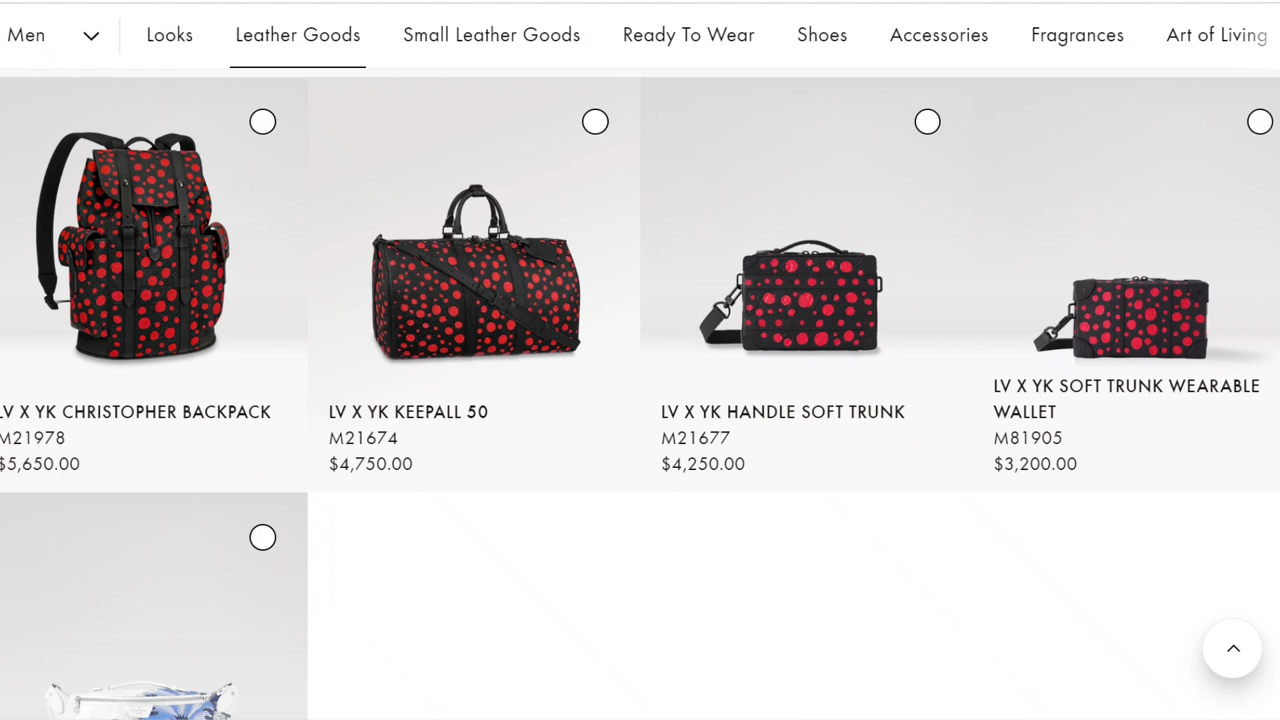 Men
Looks
Leather Goods
Small Leather Goods
Ready To Wear
Shoes
Accessories
Fragrances
Art of Living
LV X YK CHRISTOPHER BACKPACK
M21978
$5,650.00
LV X YK KEEPALL 50
M21674
$4,750.00
LV X YK HANDLE SOFT TRUNK
M21677
$4,250.00
LV X YK SOFT TRUNK WEARABLE
WALLET
M81905
$3,200.00